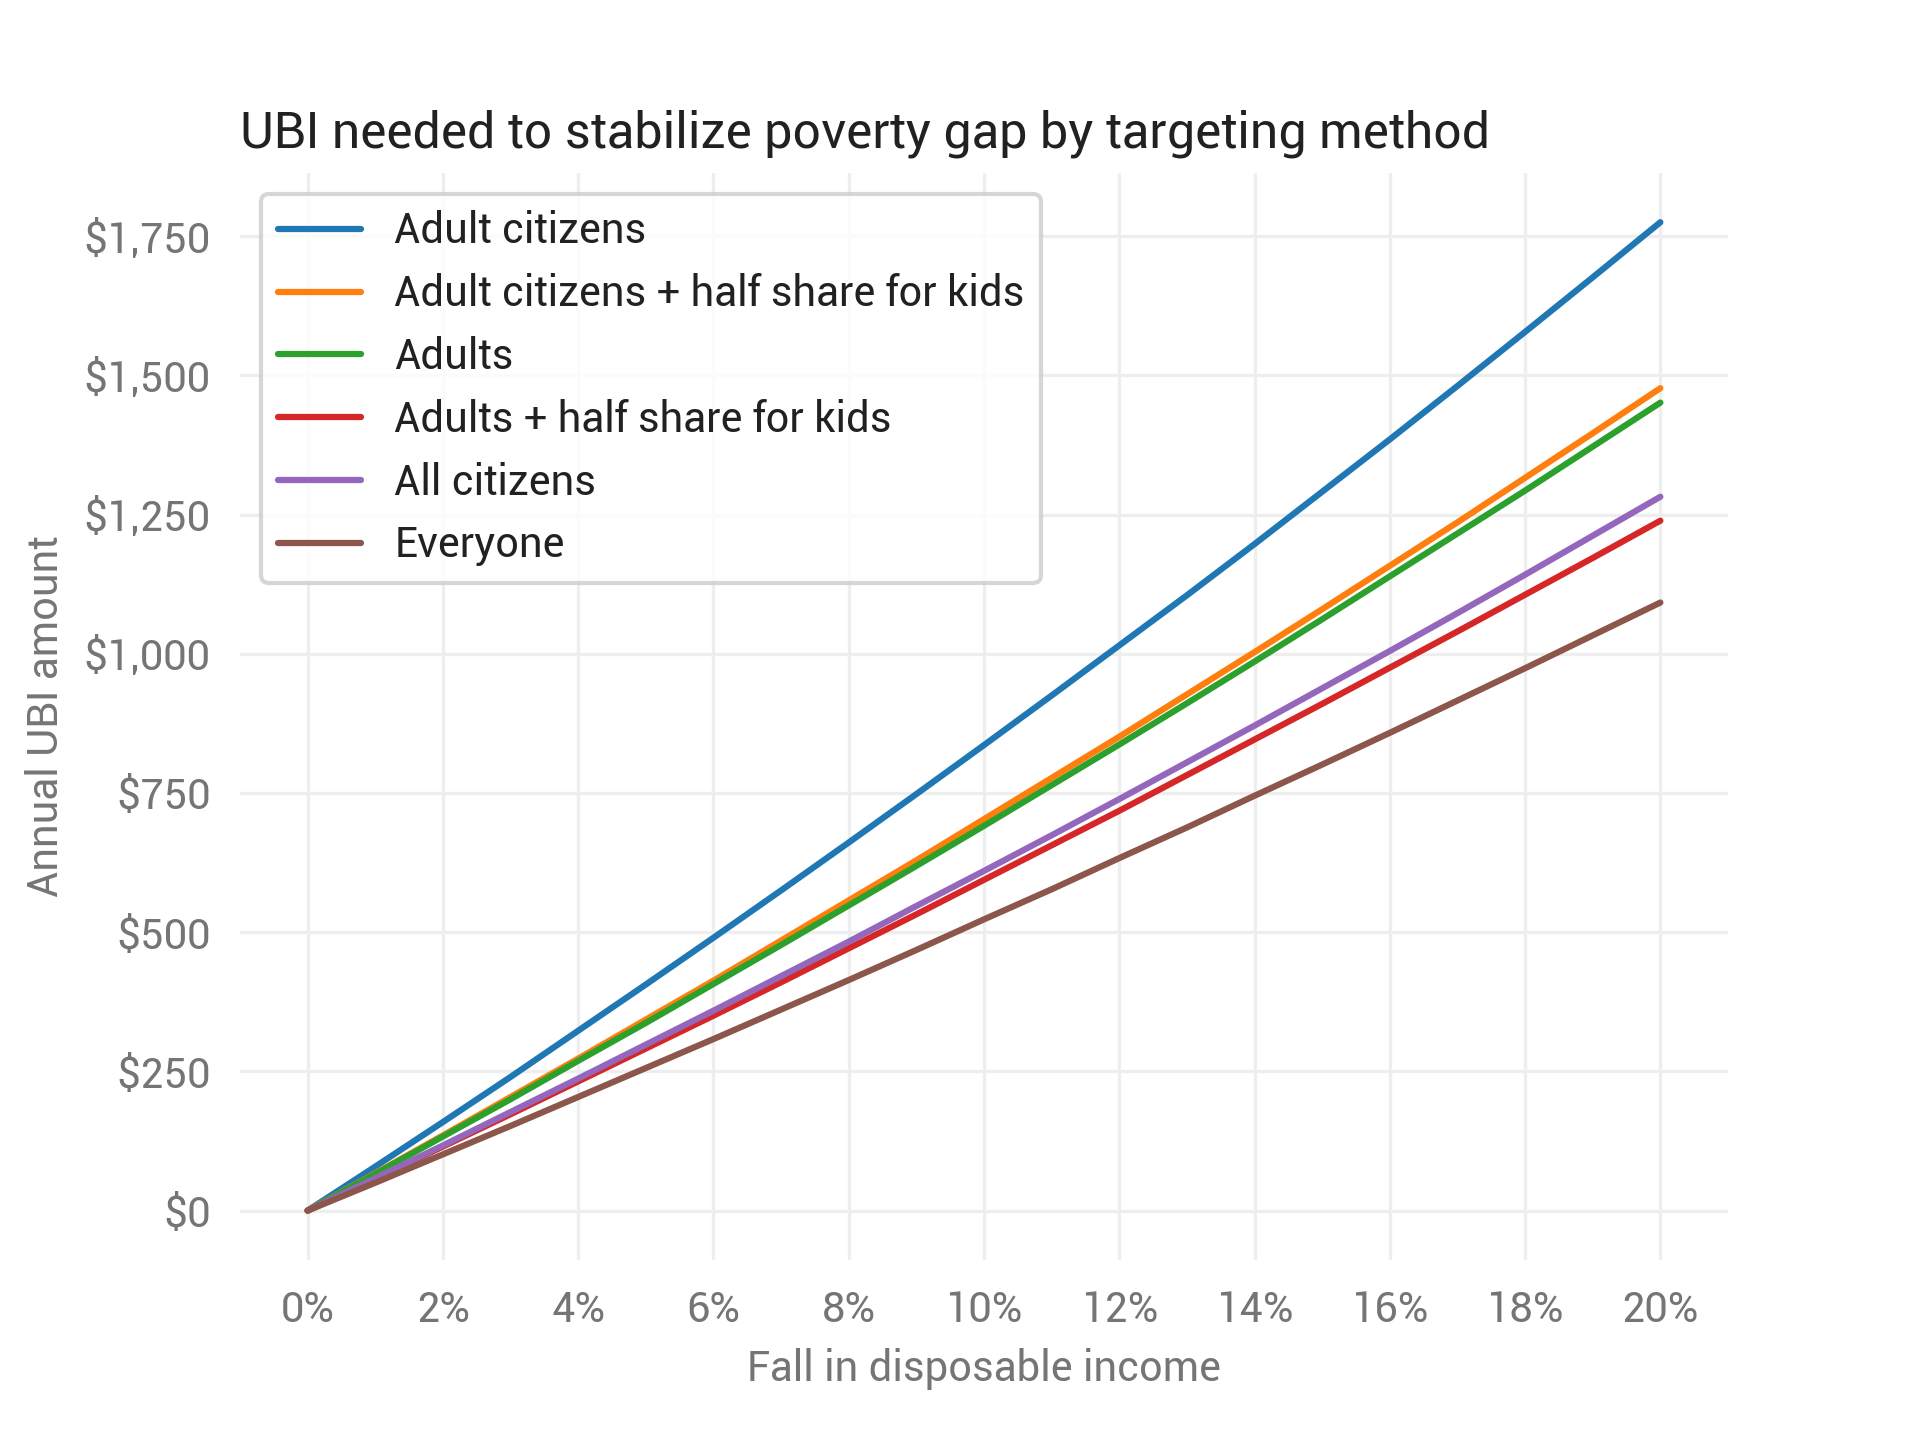 UBI needed to stabilize poverty gap by targeting method
Adult citizens
Adult citizens + half share for kids
Adults
Adults + half share for kids
All citizens
Everyone
Annual UBI amount
$1,750
$1,500
$1,250
$1,000
$750
$500
$250
$0
0% 2% 4% 6% 8% 10% 12% 14% 16% 18% 20%
Fall in disposable income